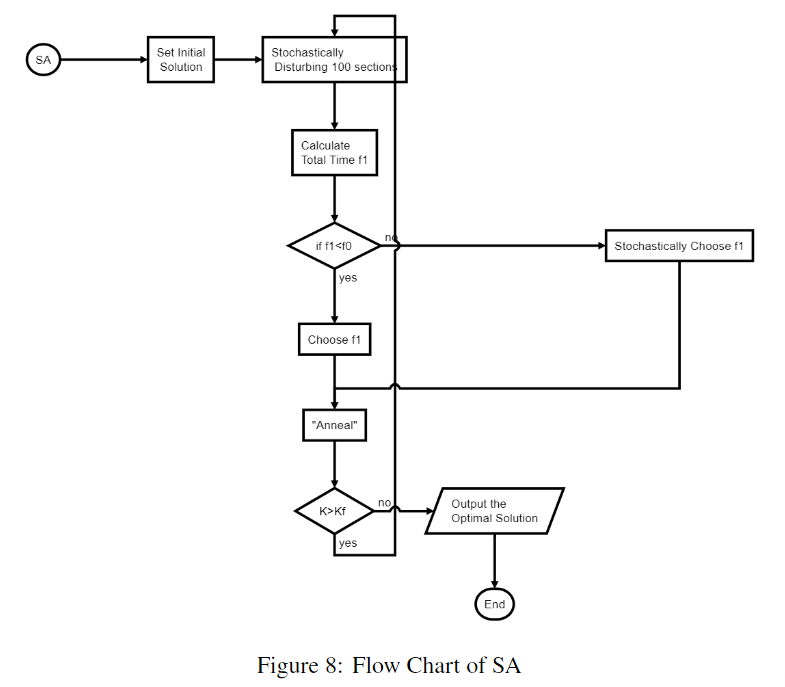 SA
Set Initial
Solution
Stochastically
Disturbing 100 sections
Calculate
Total Time f1
if f1<f0
no
Stochastically Choose f1
yes
Choose f1
"Anneal"
K>Kf
no
Output the
Optimal Solution
yes
End
Figure 8: Flow Chart of SA